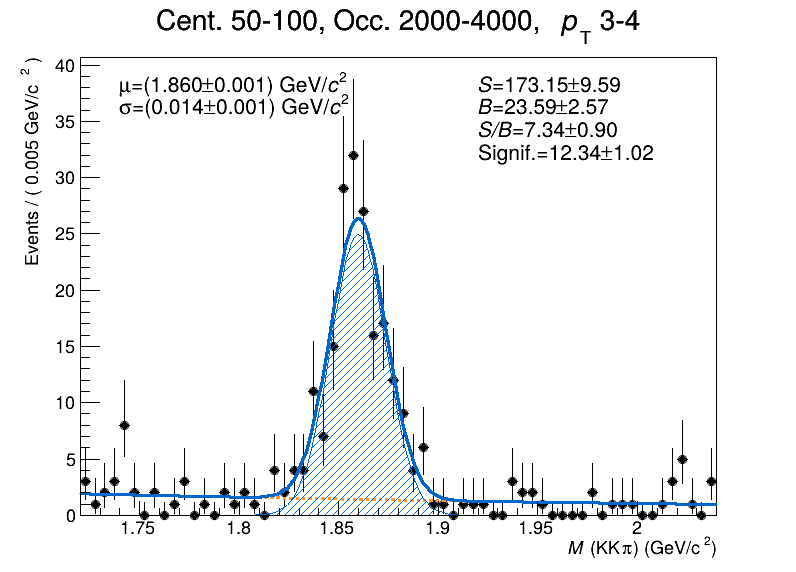 Cent. 50-100, Occ. 2000-4000, pT 3-4
Events / ( 0.005 GeV/c² )
μ=(1.860±0.001) GeV/c²
σ=(0.014±0.001) GeV/c²
S=173.15±9.59
B=23.59±2.57
S/B=7.34±0.90
Signif.=12.34±1.02
40
35
30
25
20
15
10
5
0
1.75 1.8 1.85 1.9 1.95 2
M (KKπ) (GeV/c²)